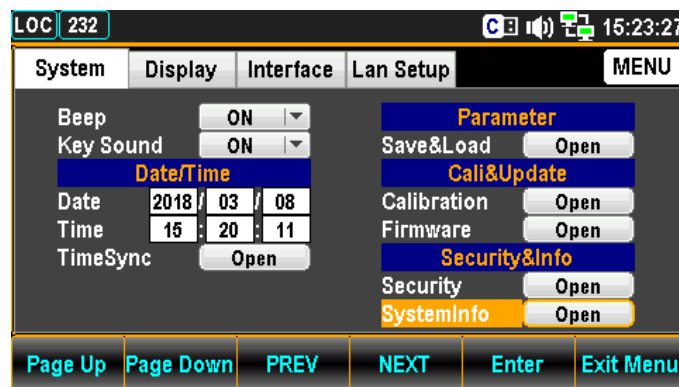 LOC 232 C 15:23:27
System Display Interface Lan Setup MENU
Beep ON
Key Sound ON
Date/Time
Date 2018 / 03 / 08
Time 15 : 20 : 11
TimeSync Open
Parameter
Save&Load Open
Cali&Update
Calibration Open
Firmware Open
Security&Info
Security Open
SystemInfo Open
Page Up Page Down PREV NEXT Enter Exit Menu